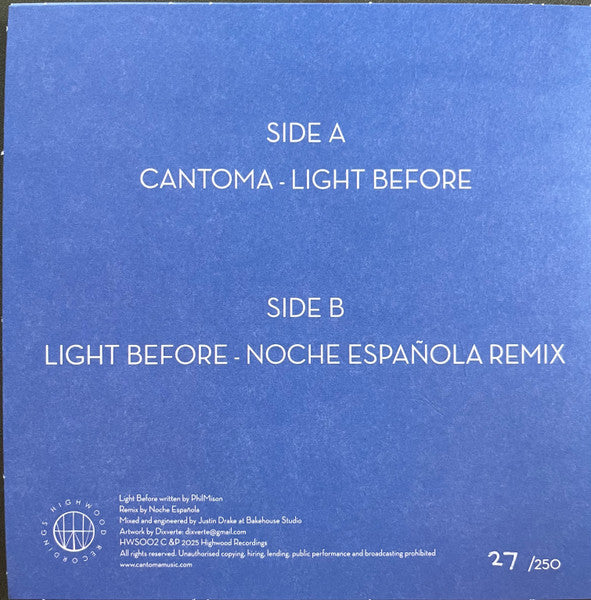 SIDE A
CANTOMA - LIGHT BEFORE
SIDE B
LIGHT BEFORE - NOCHE ESPAÑOLA REMIX
HIGHWOOD RECORDINGS
Light Before written by PhilMison
Remix by Noche Española
Mixed and engineered by Justin Drake at Bakehouse Studio
Artwork by Dixverte: dixverte@gmail.com
HWS002 C &P 2025 Highwood Recordings
All rights reserved. Unauthorised copying, hiring, lending, public performance and broadcasting prohibited
www.cantomamusic.com
27 /250